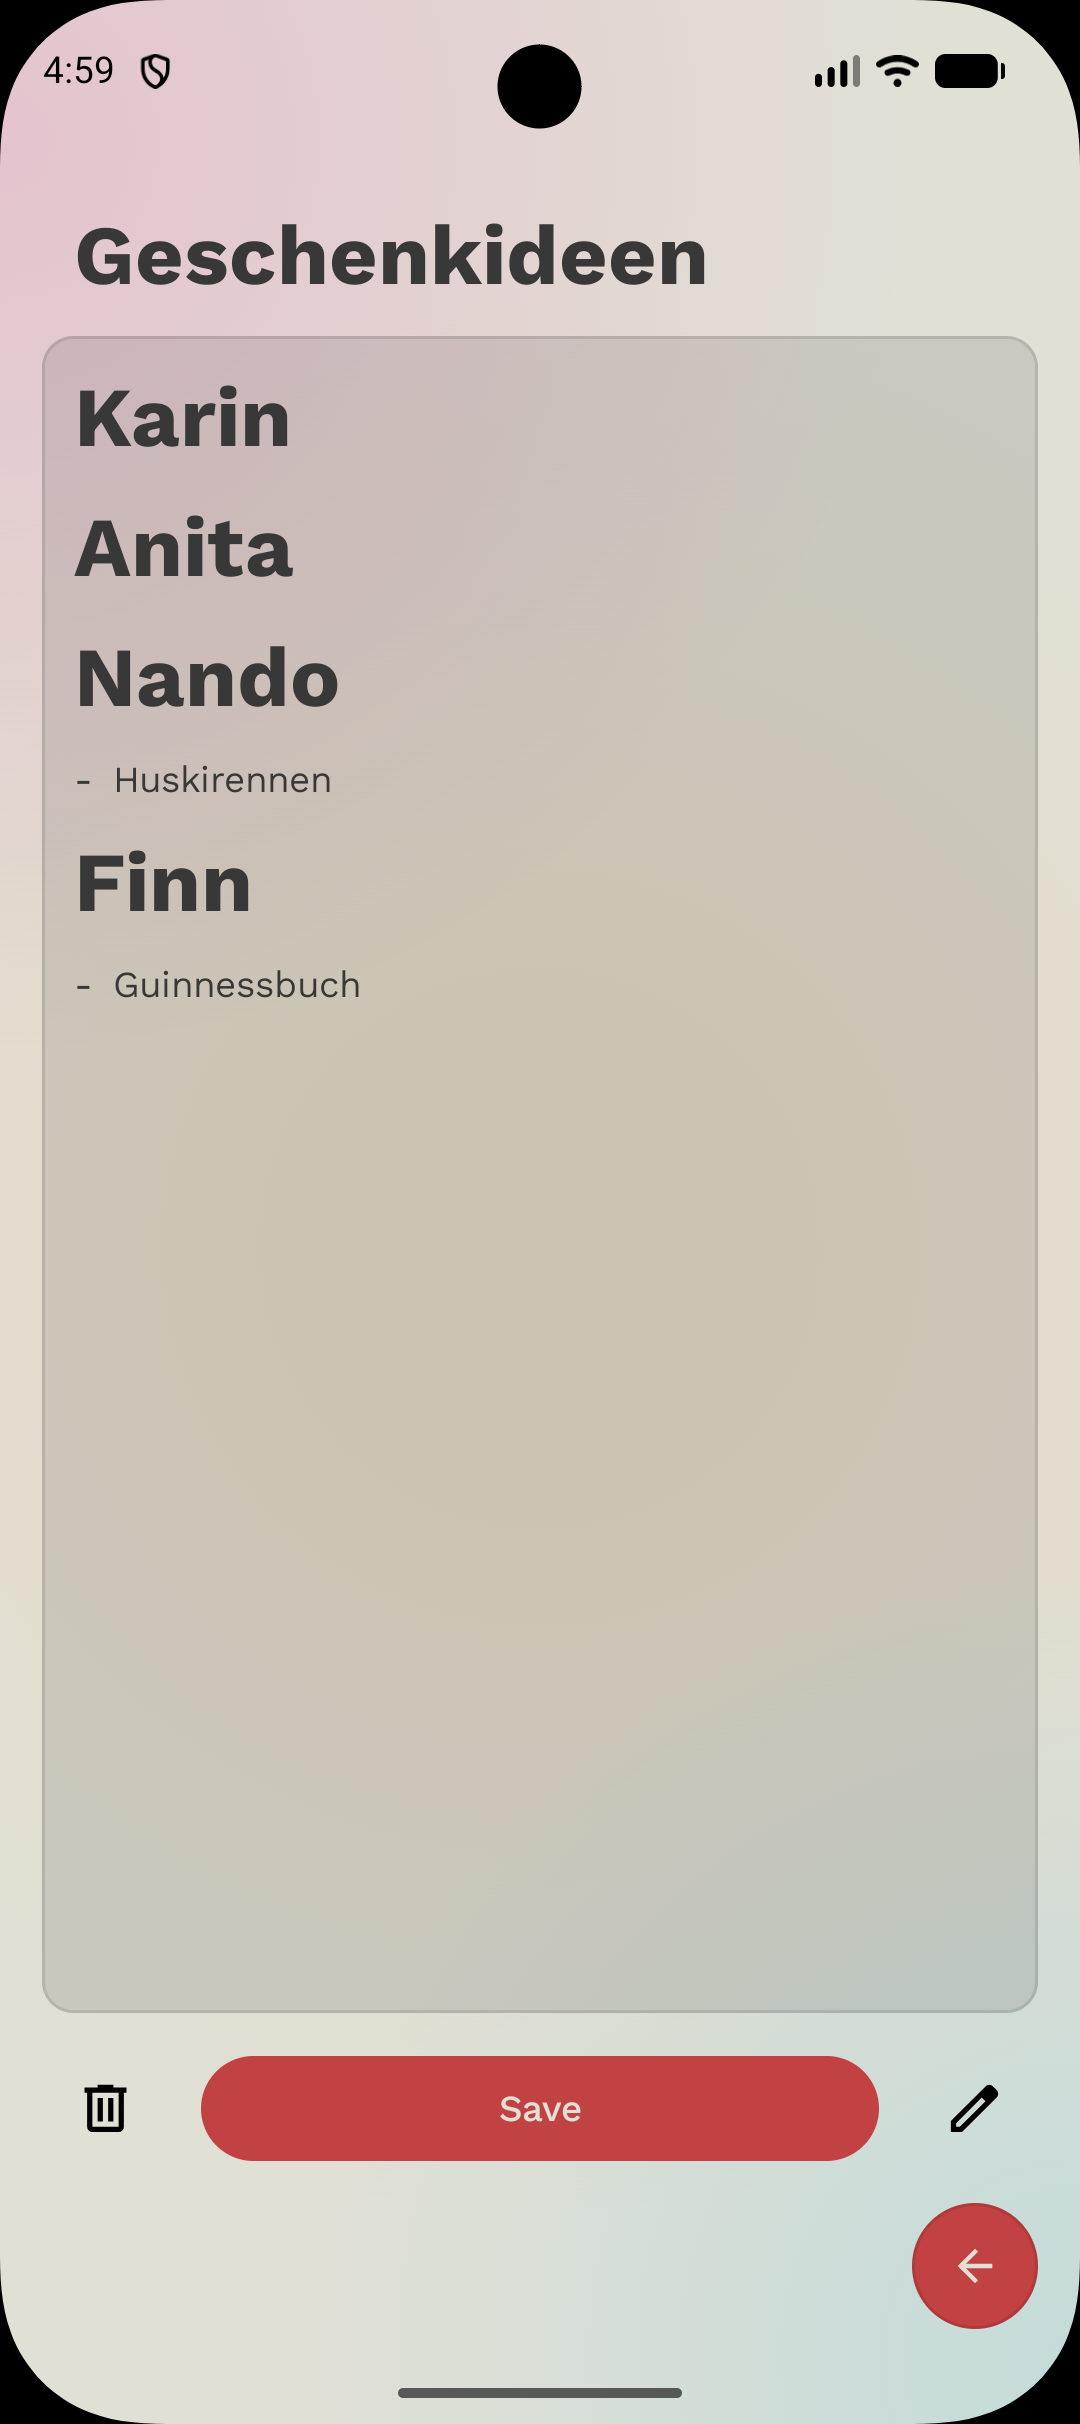 4:59
Geschenkideen
Karin
Anita
Nando
- Huskirennen
Finn
- Guinnessbuch
Save